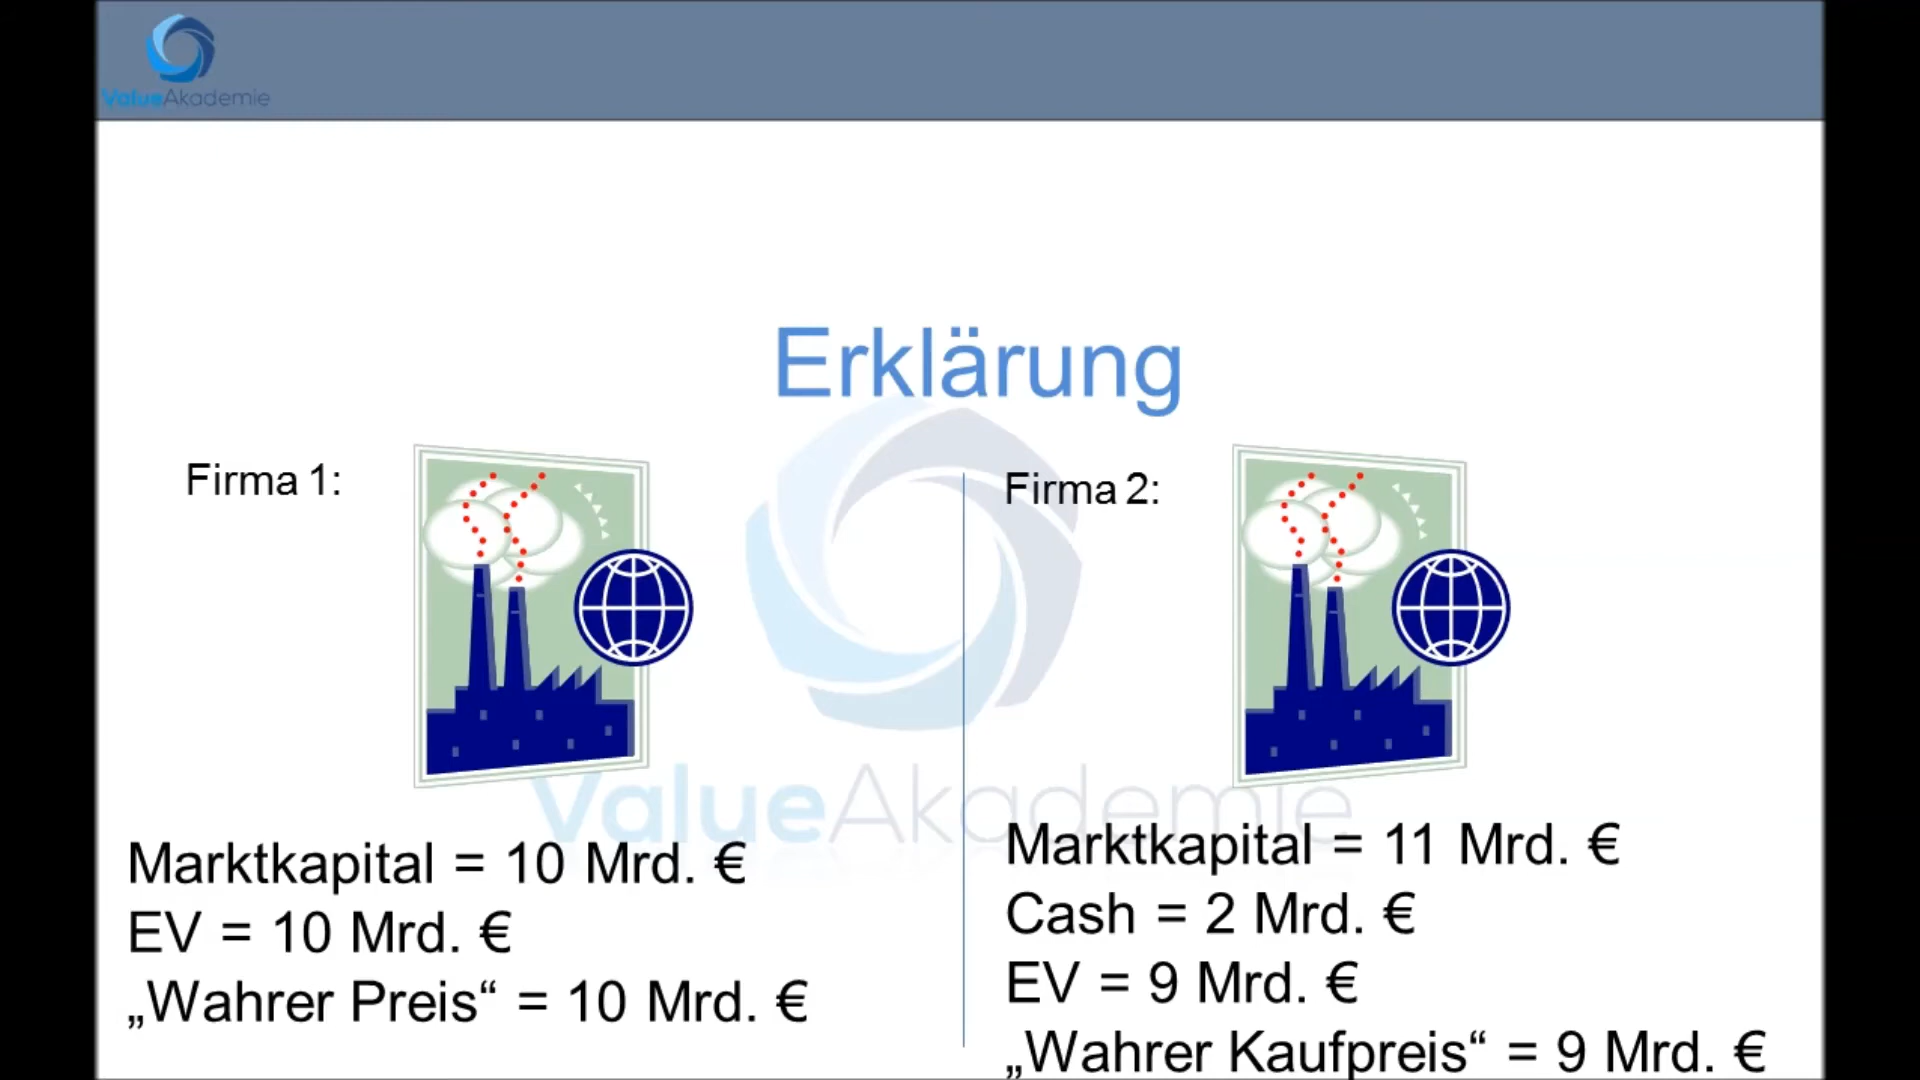 ValueAkademie
Erklärung
Firma 1:
Firma 2:
ValueAkademie
Marktkapital = 10 Mrd. €
EV = 10 Mrd. €
„Wahrer Preis“ = 10 Mrd. €
Marktkapital = 11 Mrd. €
Cash = 2 Mrd. €
EV = 9 Mrd. €
„Wahrer Kaufpreis“ = 9 Mrd. €